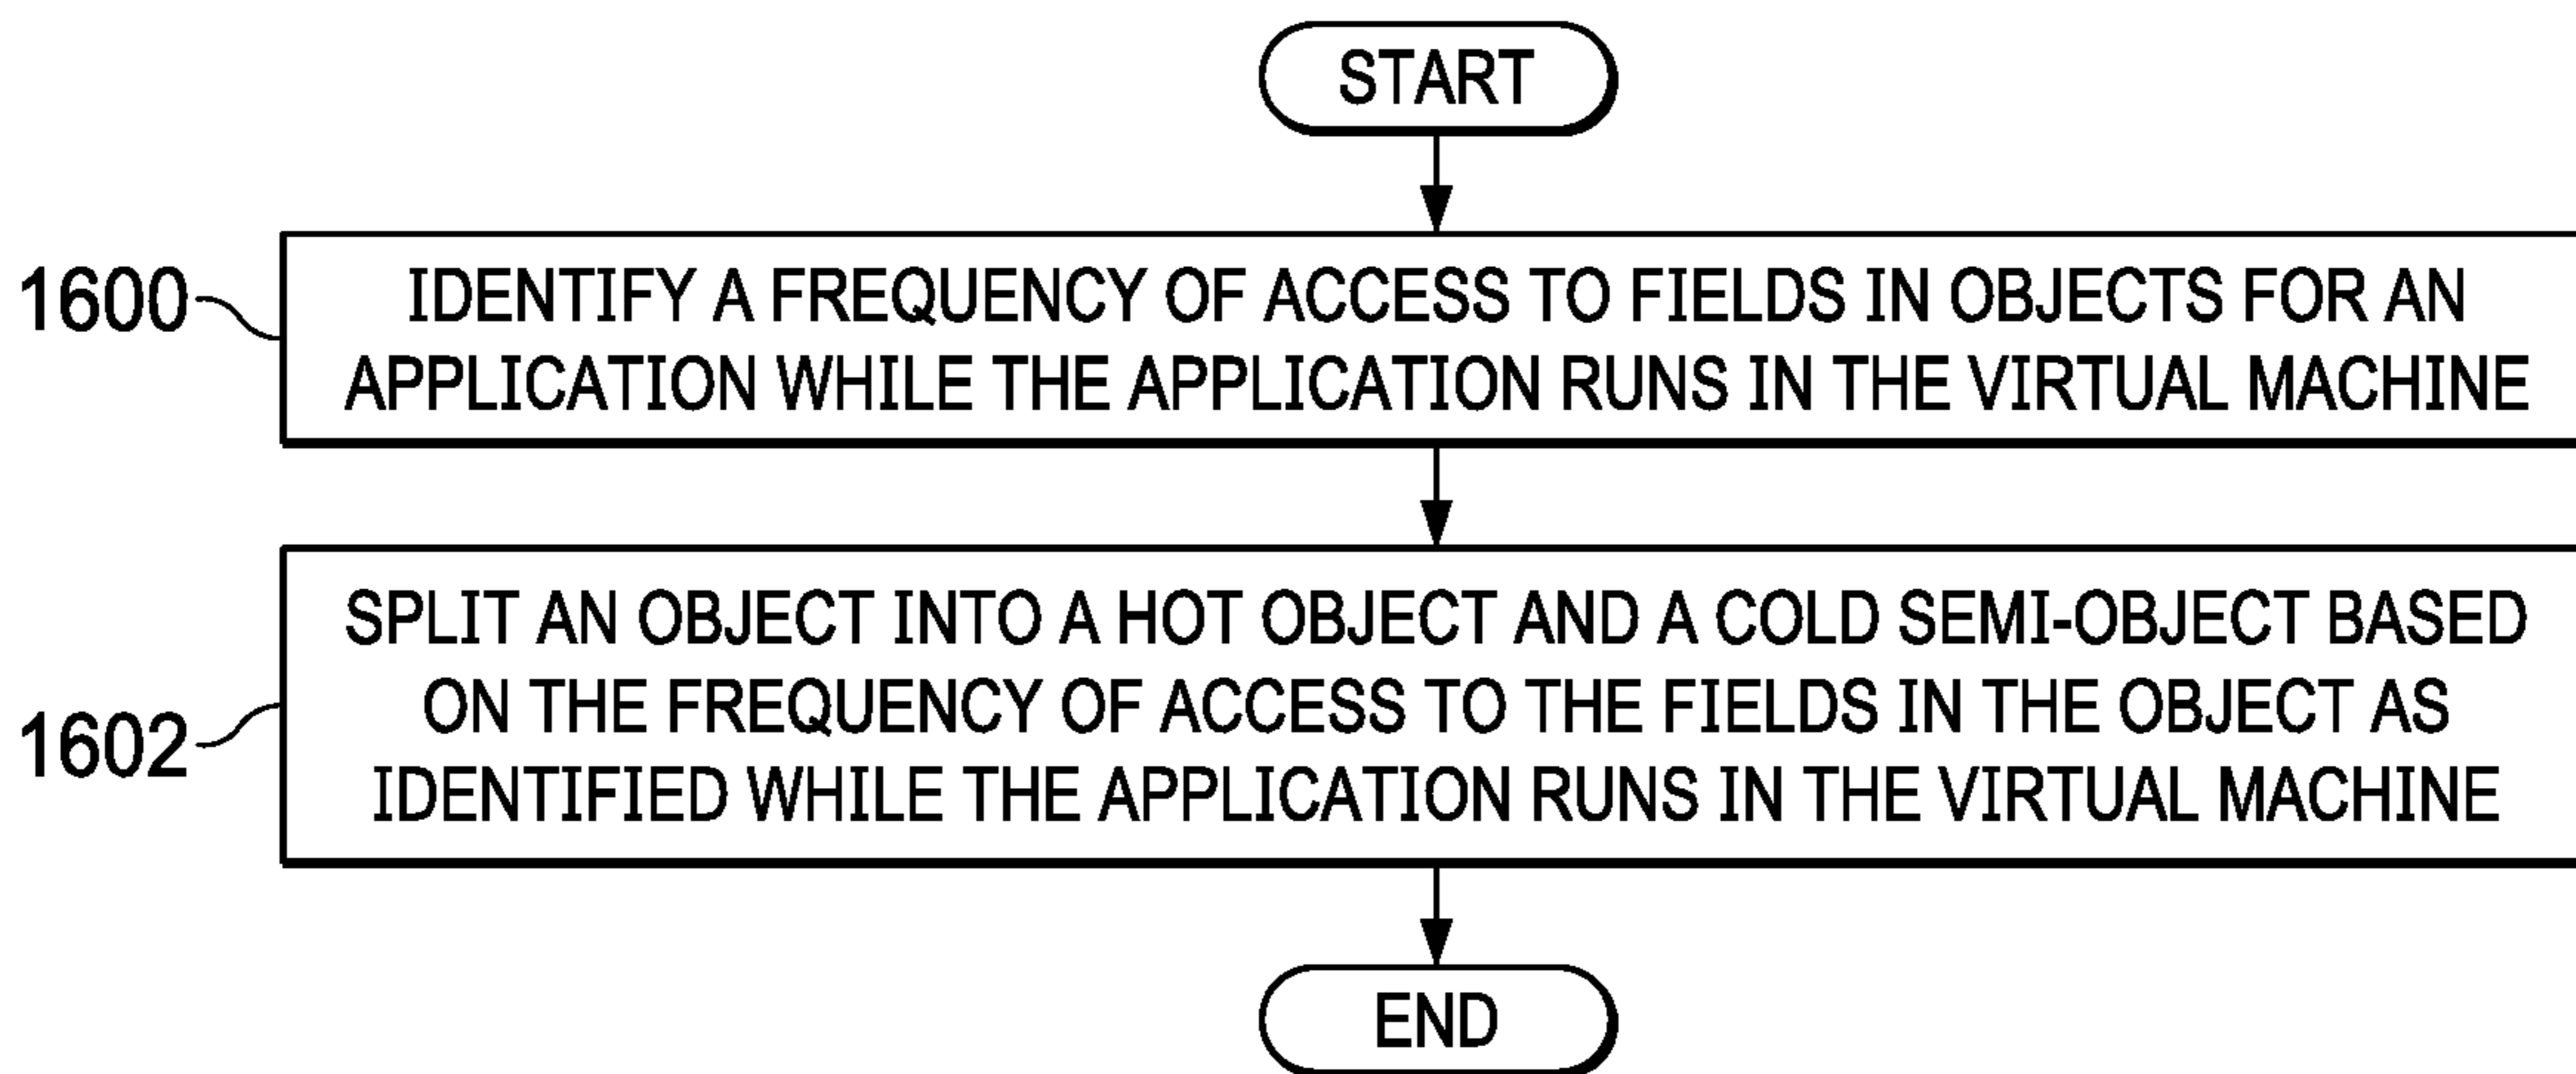 START
1600
IDENTIFY A FREQUENCY OF ACCESS TO FIELDS IN OBJECTS FOR AN
APPLICATION WHILE THE APPLICATION RUNS IN THE VIRTUAL MACHINE
1602
SPLIT AN OBJECT INTO A HOT OBJECT AND A COLD SEMI-OBJECT BASED
ON THE FREQUENCY OF ACCESS TO THE FIELDS IN THE OBJECT AS
IDENTIFIED WHILE THE APPLICATION RUNS IN THE VIRTUAL MACHINE
END